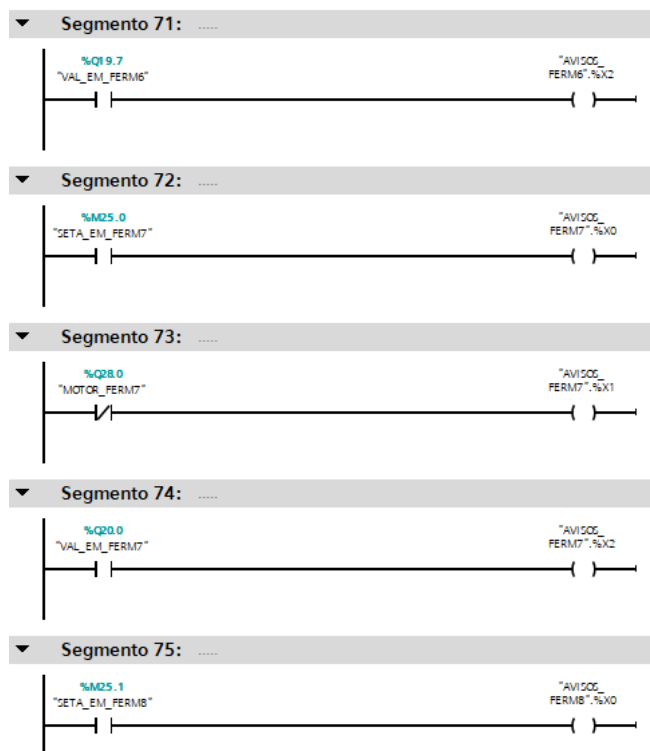 Segmento 71: .....
%Q19.7
"VAL_EM_FERM6"
"AVISOS_
FERM6".%X2
Segmento 72: .....
%M25.0
"SETA_EM_FERM7"
"AVISOS_
FERM7".%X0
Segmento 73: .....
%Q28.0
"MOTOR_FERM7"
"AVISOS_
FERM7".%X1
Segmento 74: .....
%Q20.0
"VAL_EM_FERM7"
"AVISOS_
FERM7".%X2
Segmento 75: .....
%M25.1
"SETA_EM_FERM8"
"AVISOS_
FERM8".%X0